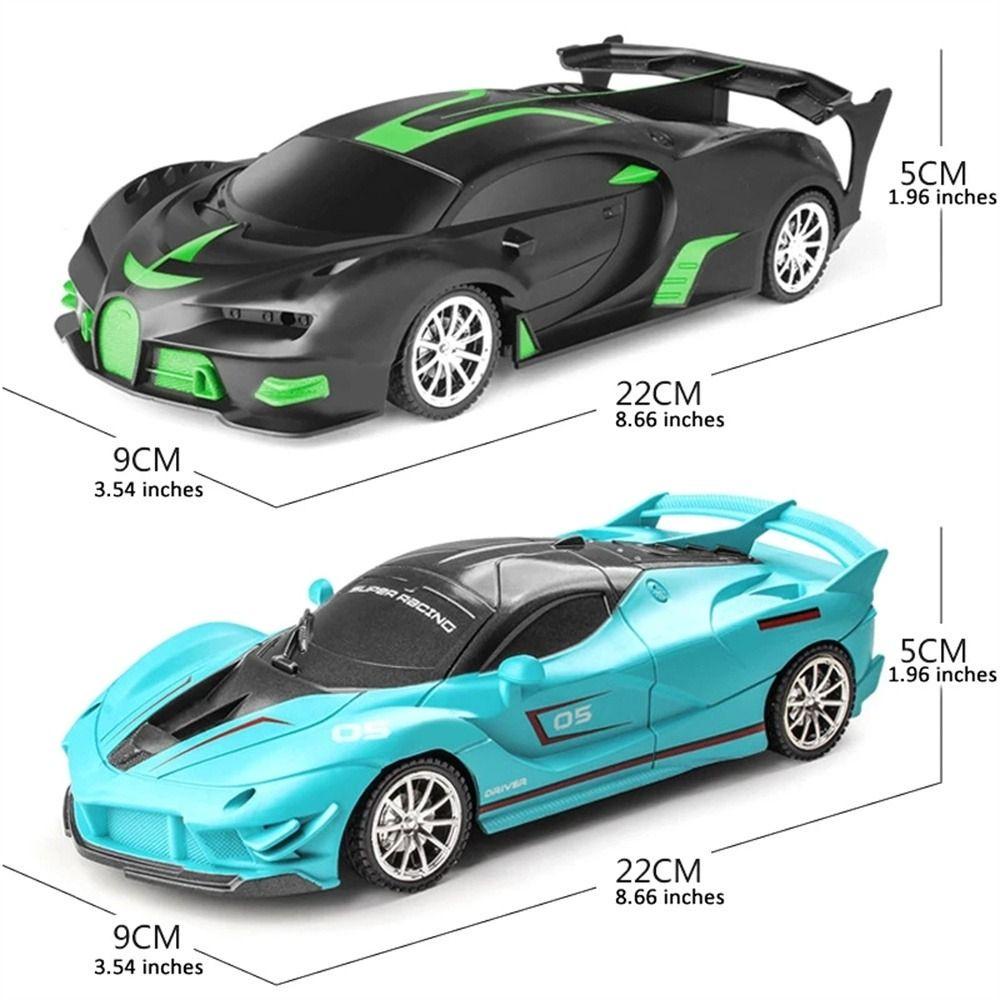 5CM
1.96 inches
22CM
8.66 inches
9CM
3.54 inches
SUPER RACING
5CM
1.96 inches
05
05
DRIVER
22CM
8.66 inches
9CM
3.54 inches